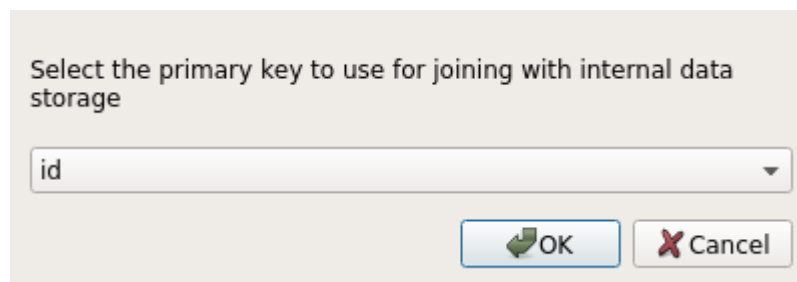 Select the primary key to use for joining with internal data
storage
id
OK
Cancel